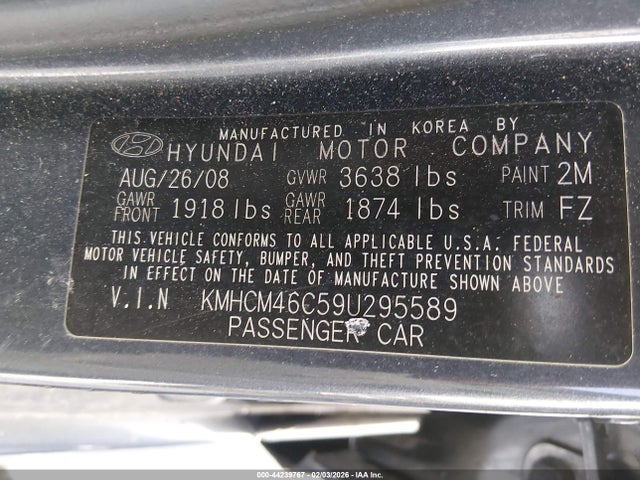 MANUFACTURED IN KOREA BY
HYUNDAI MOTOR COMPANY
AUG/26/08 GVWR 3638 lbs PAINT 2M
GAWR FRONT 1918 lbs GAWR REAR 1874 lbs TRIM FZ
THIS VEHICLE CONFORMS TO ALL APPLICABLE U.S.A. FEDERAL
MOTOR VEHICLE SAFETY, BUMPER, AND THEFT PREVENTION STANDARDS
IN EFFECT ON THE DATE OF MANUFACTURE SHOWN ABOVE
V.I.N KMHCM46C59U295589
PASSENGER CAR
000-44239767 - 02/03/2026 - IAA Inc.